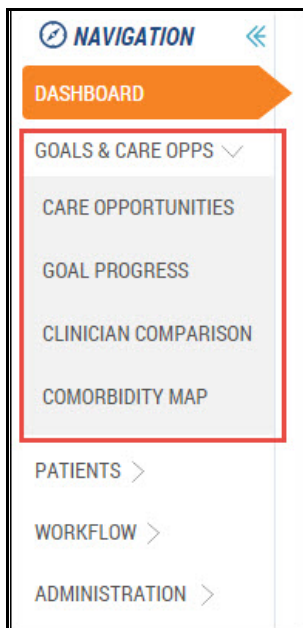 NAVIGATION
DASHBOARD
GOALS & CARE OPPS
CARE OPPORTUNITIES
GOAL PROGRESS
CLINICIAN COMPARISON
COMORBIDITY MAP
PATIENTS
WORKFLOW
ADMINISTRATION